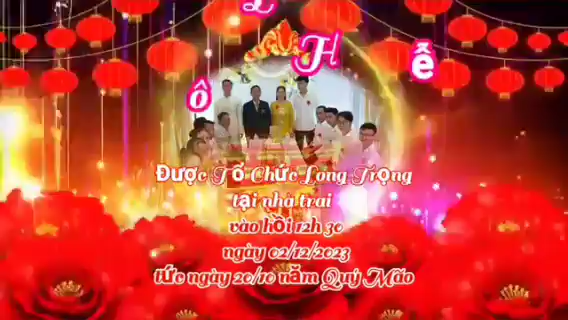 Ô L H Ễ
Được Tổ Chức Long Trọng
tại nhà trai
vào hồi 12h 30
ngày 02/12/2023
tức ngày 20/10 năm Quý Mão